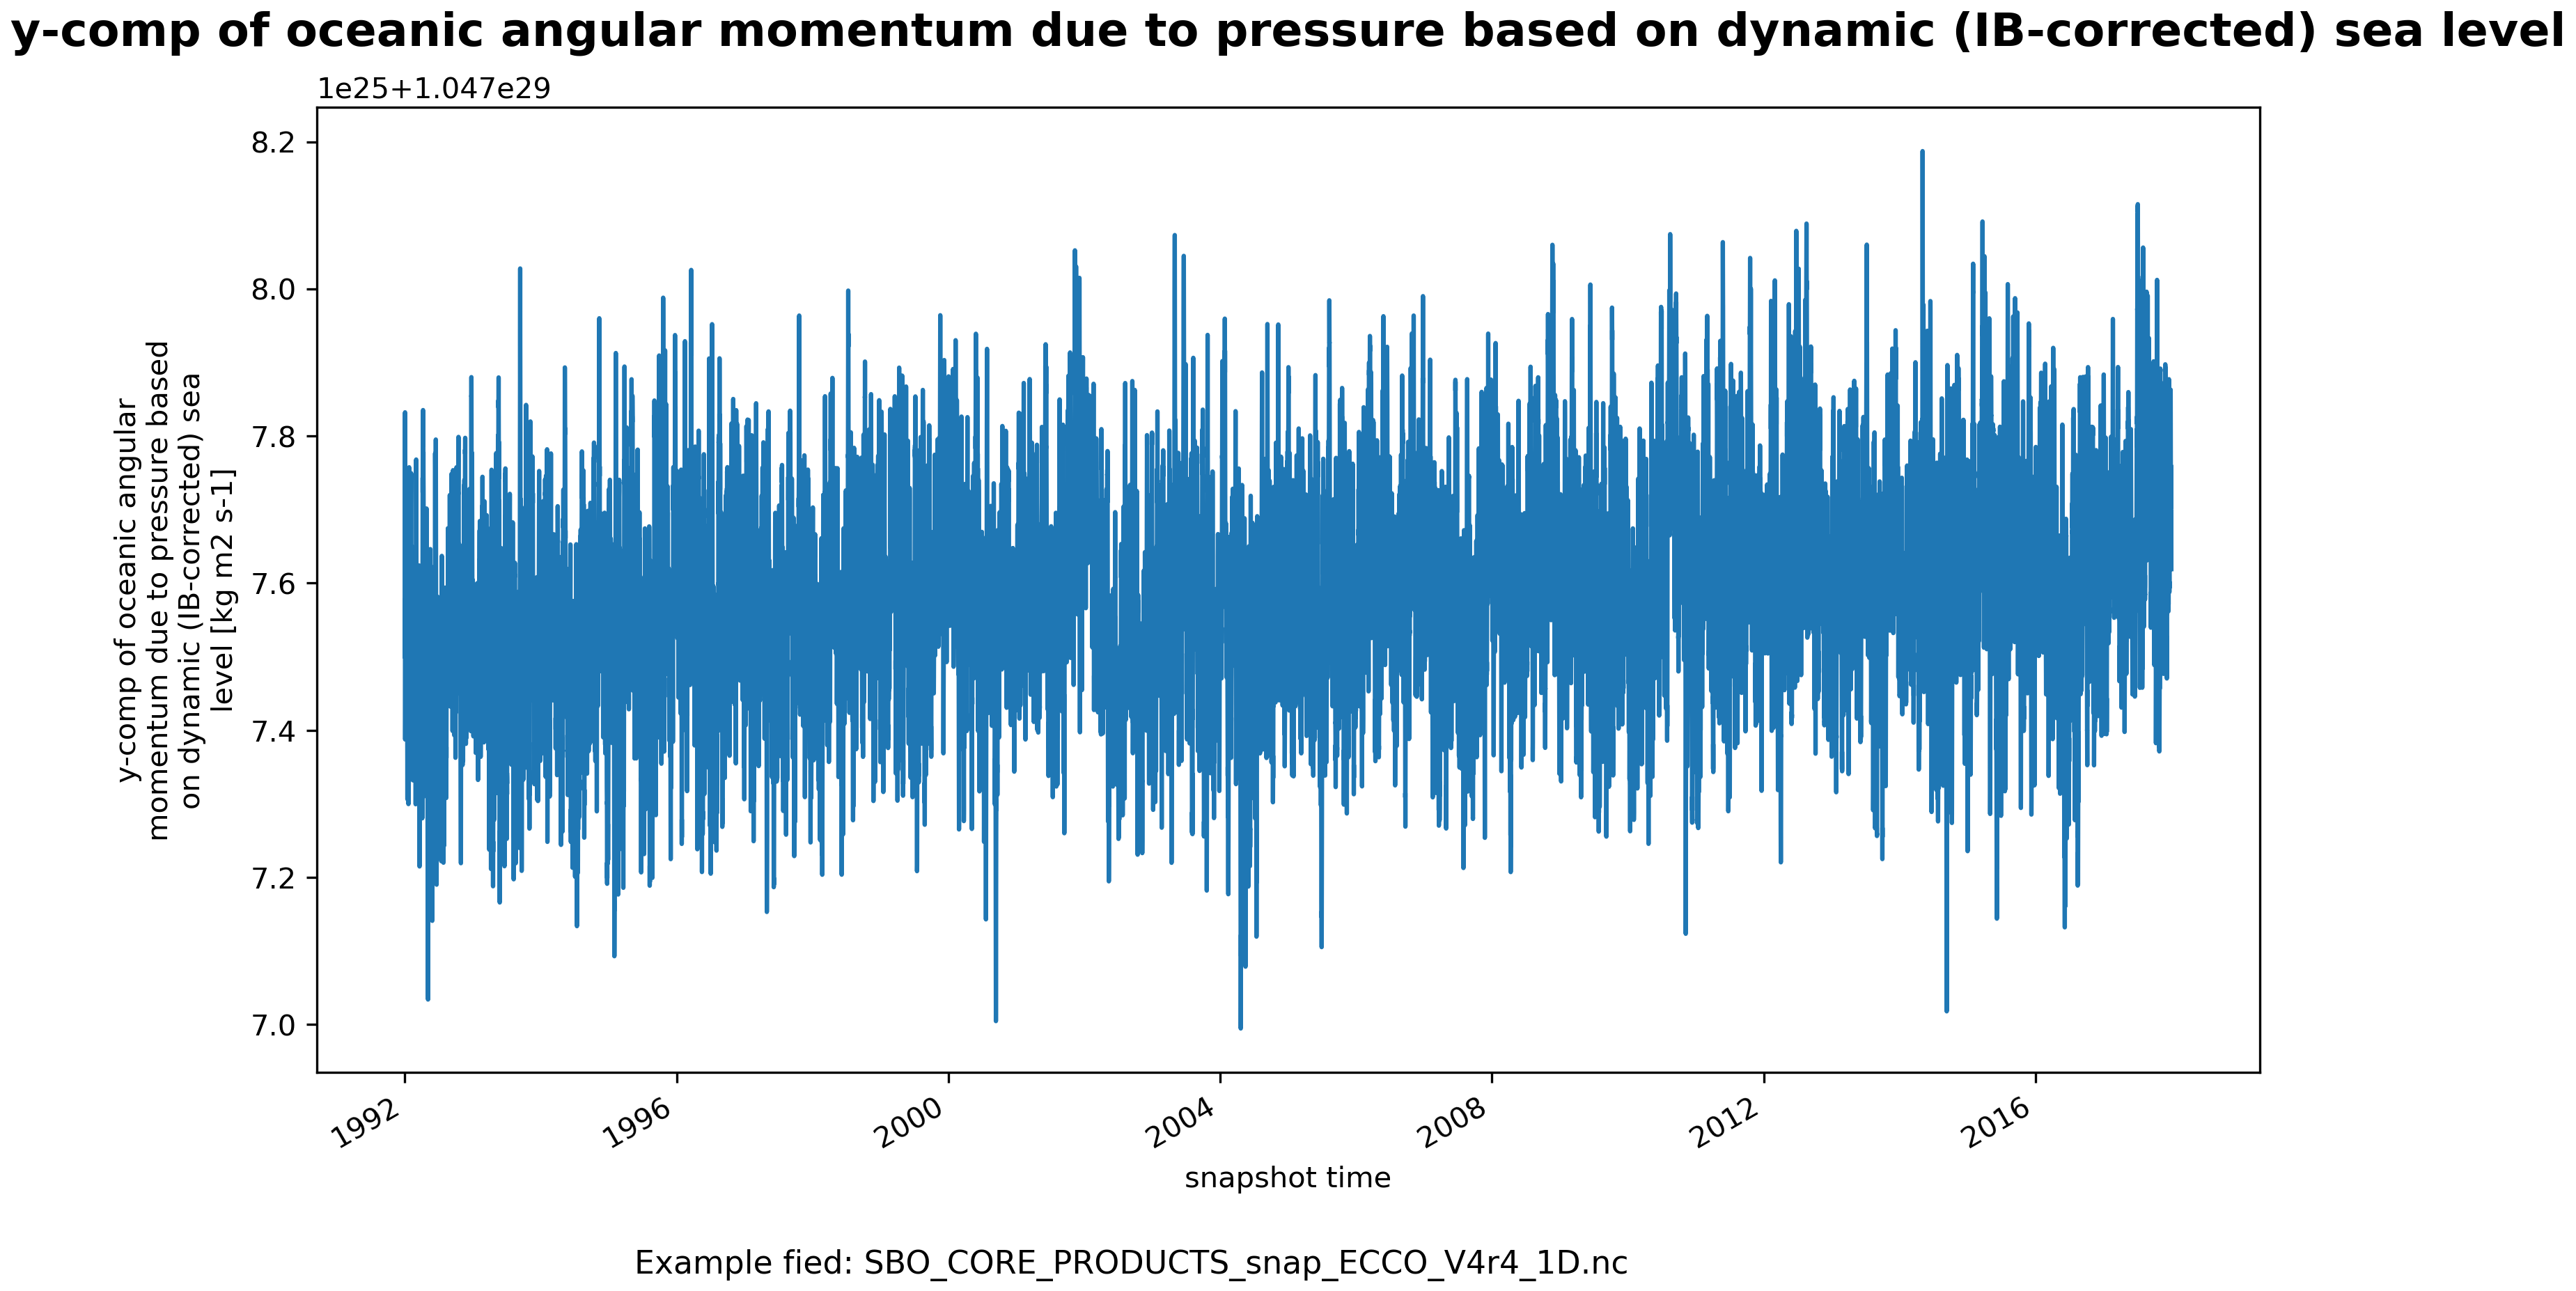 y-comp of oceanic angular momentum due to pressure based on dynamic (IB-corrected) sea level
1e25+1.047e29
8.2
8.0
7.8
7.6
7.4
7.2
7.0
y-comp of oceanic angular
momentum due to pressure based
on dynamic (IB-corrected) sea
level [kg m2 s-1]
1992
1996
2000
2004
2008
2012
2016
snapshot time
Example fied: SBO_CORE_PRODUCTS_snap_ECCO_V4r4_1D.nc